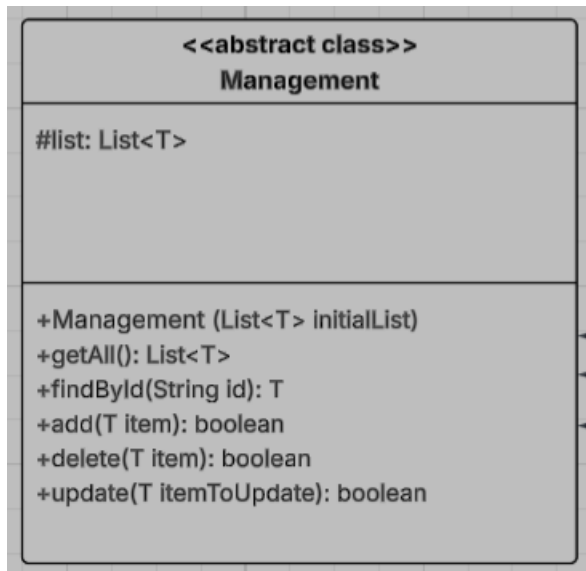 <<abstract class>>
Management
#list: List<T>
+Management (List<T> initialList)
+getAll(): List<T>
+findById(String id): T
+add(T item): boolean
+delete(T item): boolean
+update(T itemToUpdate): boolean